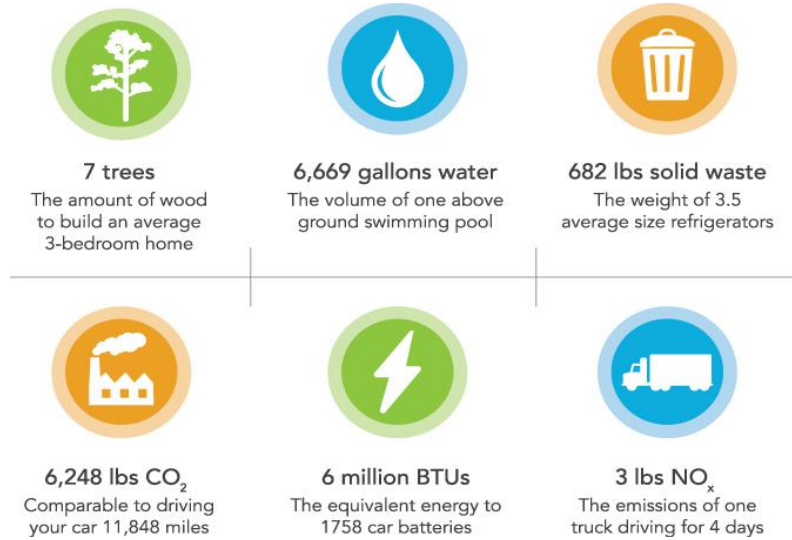 7 trees
The amount of wood
to build an average
3-bedroom home
6,669 gallons water
The volume of one above
ground swimming pool
682 lbs solid waste
The weight of 3.5
average size refrigerators
6,248 lbs CO₂
Comparable to driving
your car 11,848 miles
6 million BTUs
The equivalent energy to
1758 car batteries
3 lbs NOₓ
The emissions of one
truck driving for 4 days